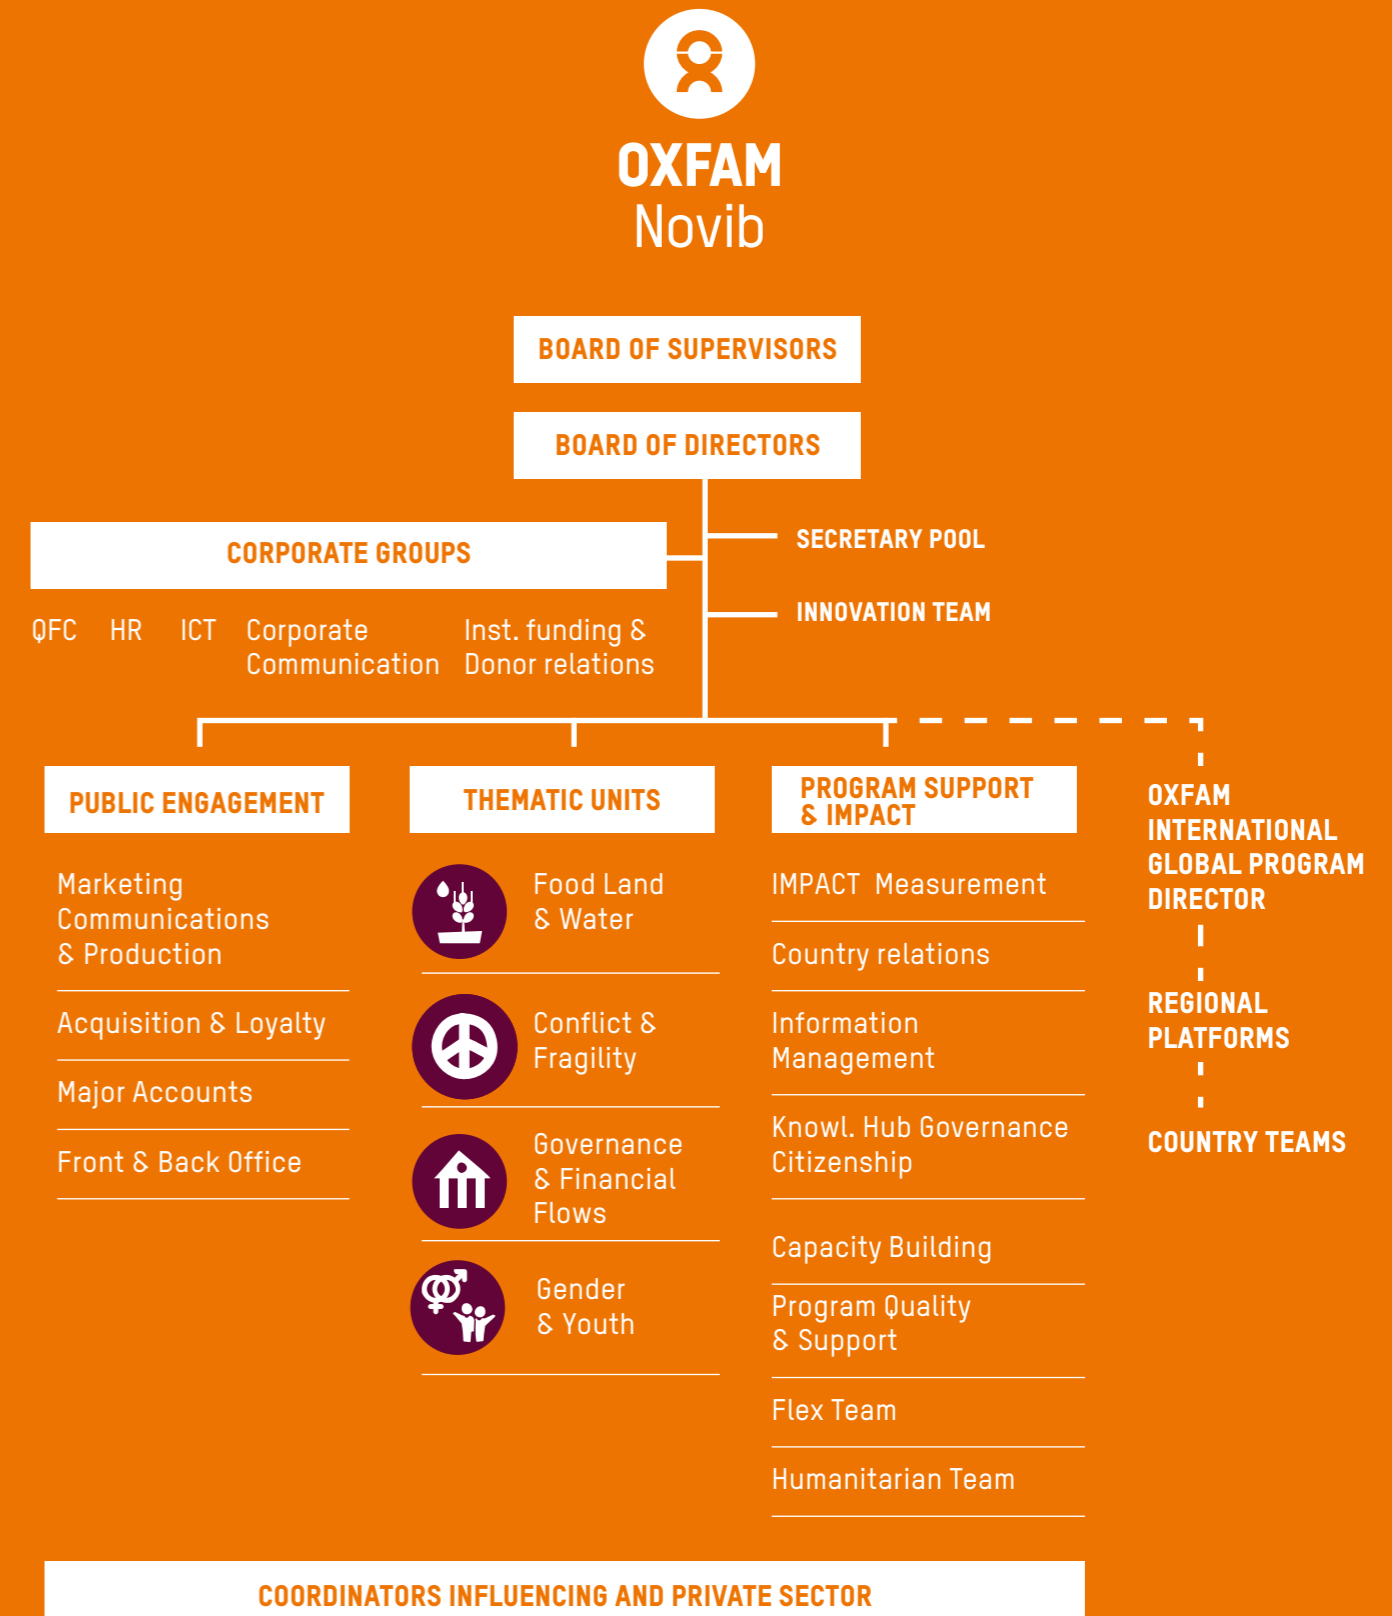 OXFAM
Novib
BOARD OF SUPERVISORS
BOARD OF DIRECTORS
SECRETARY POOL
CORPORATE GROUPS
INNOVATION TEAM
QFC HR ICT Corporate
Communication
Inst. funding &
Donor relations
PUBLIC ENGAGEMENT
Marketing
Communications
& Production
Acquisition & Loyalty
Major Accounts
Front & Back Office
THEMATIC UNITS
Food Land
& Water
Conflict &
Fragility
Governance
& Financial
Flows
Gender
& Youth
PROGRAM SUPPORT
& IMPACT
IMPACT Measurement
Country relations
Information
Management
Knowl. Hub Governance
Citizenship
Capacity Building
Program Quality
& Support
Flex Team
Humanitarian Team
OXFAM
INTERNATIONAL
GLOBAL PROGRAM
DIRECTOR
REGIONAL
PLATFORMS
COUNTRY TEAMS
COORDINATORS INFLUENCING AND PRIVATE SECTOR